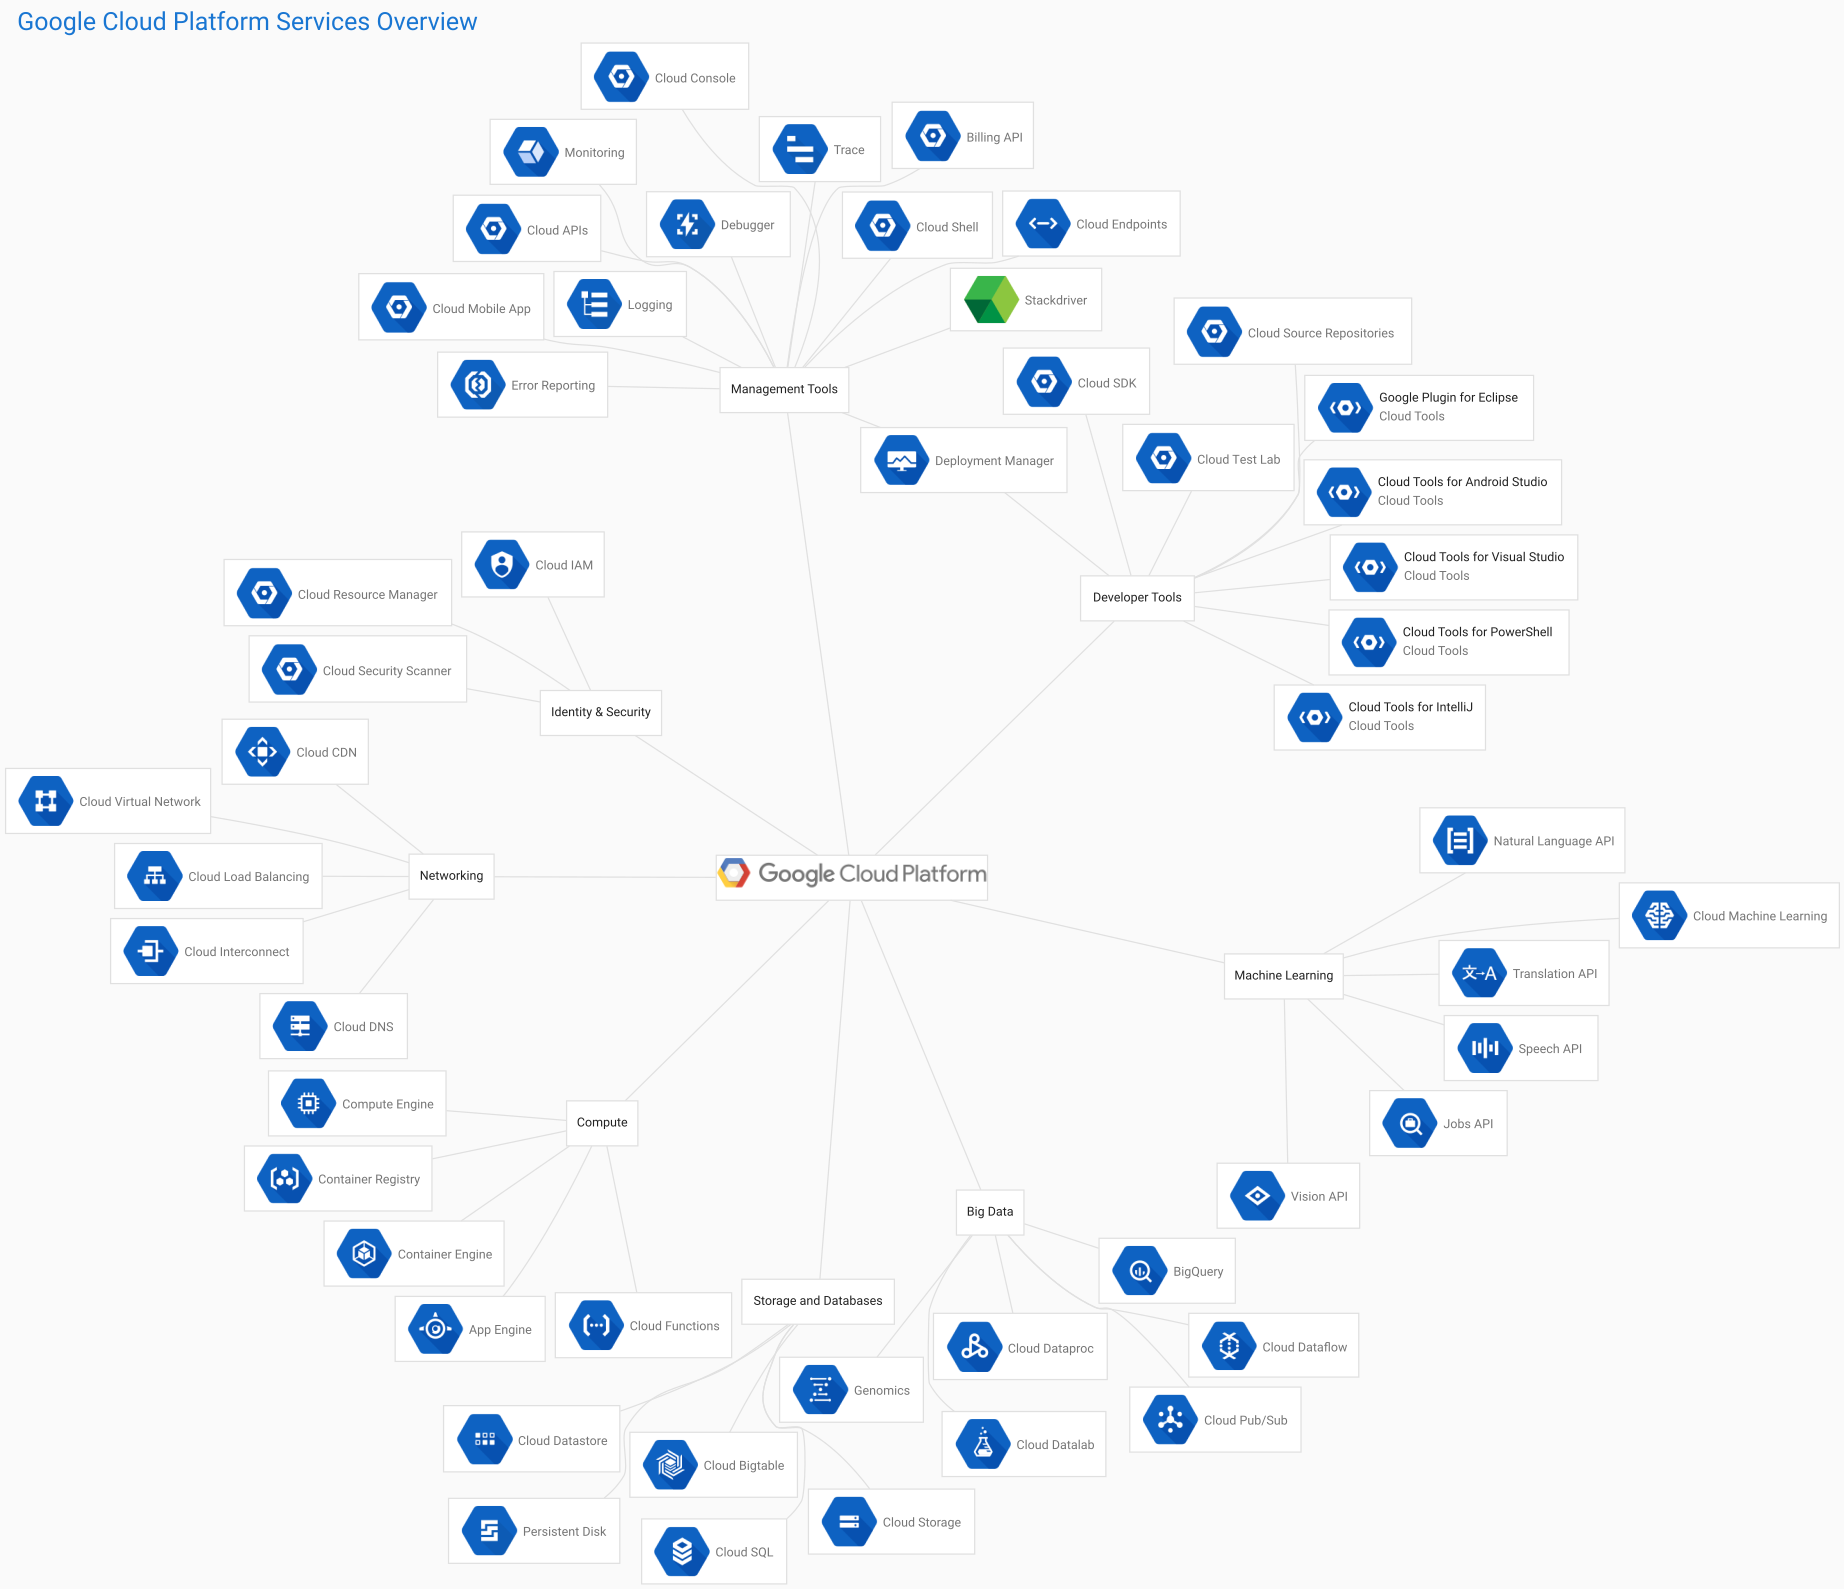 Google Cloud Platform Services Overview
Cloud Console
Monitoring
Trace
Billing API
Cloud APIs
Debugger
Cloud Shell
Cloud Endpoints
Cloud Mobile App
Logging
Stackdriver
Cloud Source Repositories
Error Reporting
Management Tools
Cloud SDK
Google Plugin for Eclipse
Cloud Tools
Deployment Manager
Cloud Test Lab
Cloud Tools for Android Studio
Cloud Tools
Cloud IAM
Cloud Tools for Visual Studio
Cloud Tools
Cloud Resource Manager
Developer Tools
Cloud Tools for PowerShell
Cloud Tools
Cloud Security Scanner
Identity & Security
Cloud Tools for IntelliJ
Cloud Tools
Cloud CDN
Cloud Virtual Network
Natural Language API
Cloud Load Balancing
Networking
Google Cloud Platform
Cloud Machine Learning
Cloud Interconnect
Machine Learning
文→A
Translation API
Cloud DNS
Speech API
Compute Engine
Compute
Jobs API
Container Registry
Vision API
Big Data
Container Engine
BigQuery
Storage and Databases
App Engine
Cloud Functions
Cloud Dataproc
Cloud Dataflow
Genomics
Cloud Pub/Sub
Cloud Datastore
Cloud Datalab
Cloud Bigtable
Persistent Disk
Cloud Storage
Cloud SQL